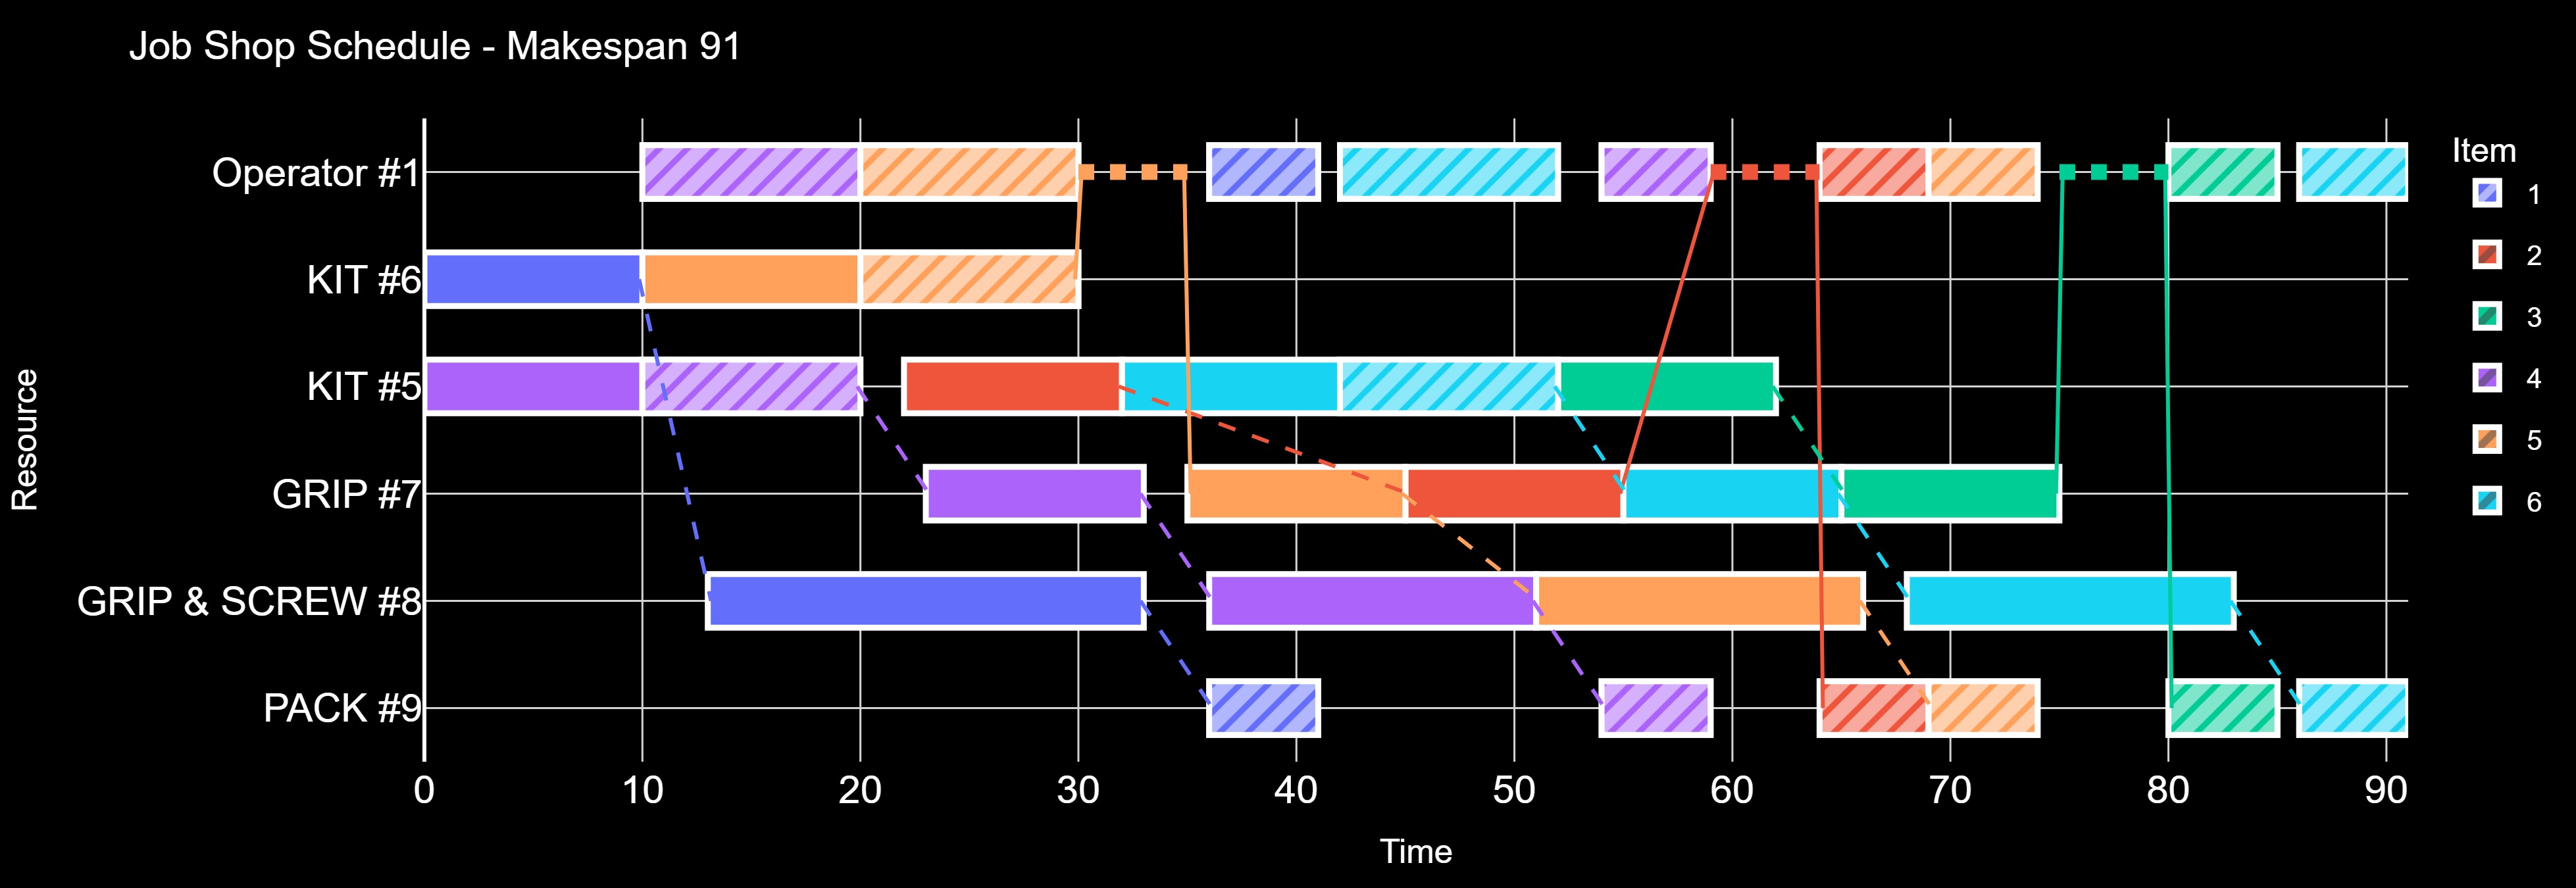 Job Shop Schedule - Makespan 91
Operator #1
KIT #6
KIT #5
GRIP #7
GRIP & SCREW #8
PACK #9
Resource
0 10 20 30 40 50 60 70 80 90
Time
Item
1
2
3
4
5
6